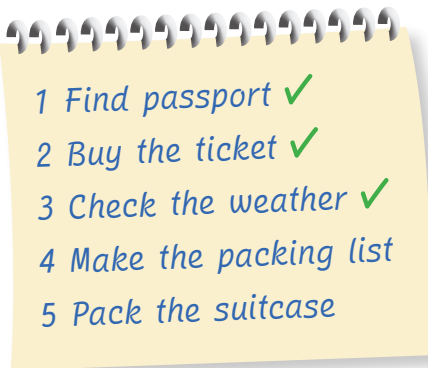 1 Find passport ✓
2 Buy the ticket ✓
3 Check the weather ✓
4 Make the packing list
5 Pack the suitcase